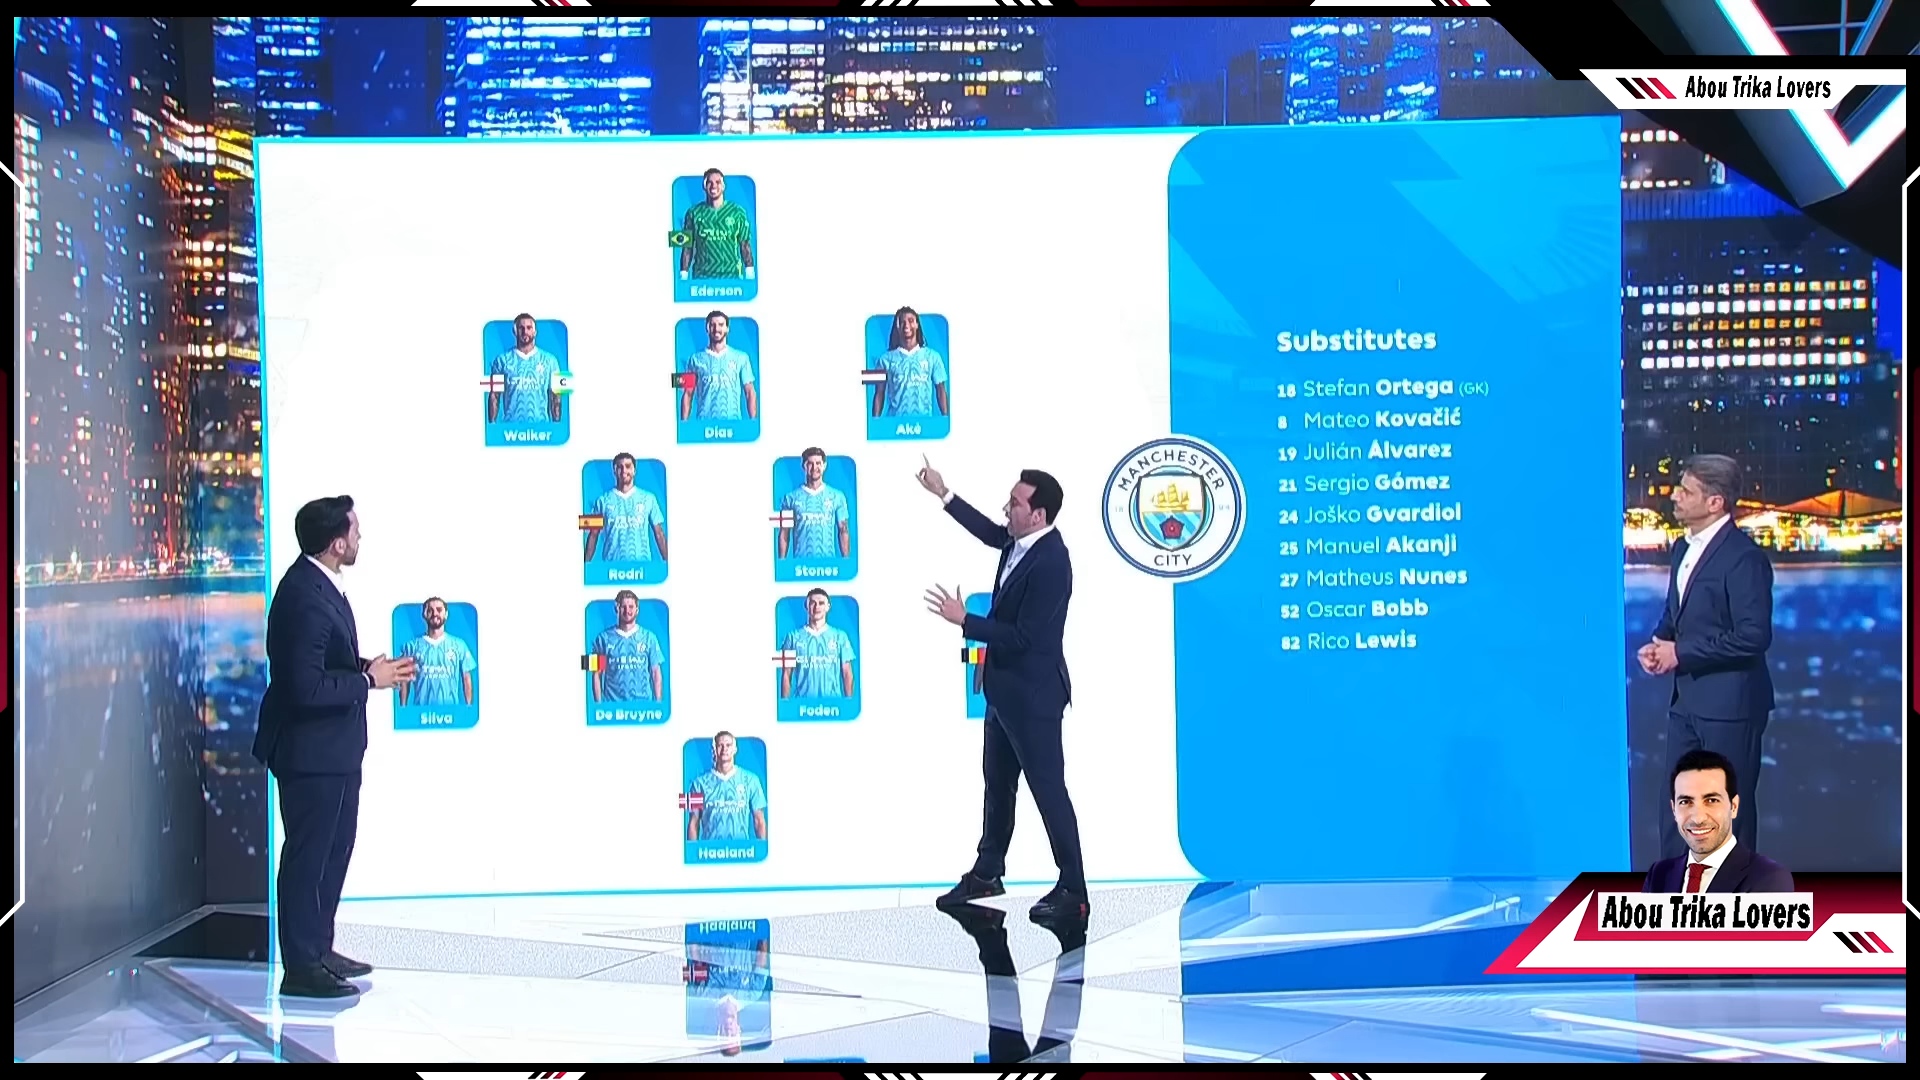 Abou Trika Lovers
Ederson
Walker
C
Dias
Aké
Rodri
Stones
Silva
De Bruyne
Foden
Haaland
MANCHESTER
18 94
CITY
Substitutes
18 Stefan Ortega (GK)
8 Mateo Kovačić
19 Julián Álvarez
21 Sergio Gómez
24 Joško Gvardiol
25 Manuel Akanji
27 Matheus Nunes
52 Oscar Bobb
82 Rico Lewis
Abou Trika Lovers